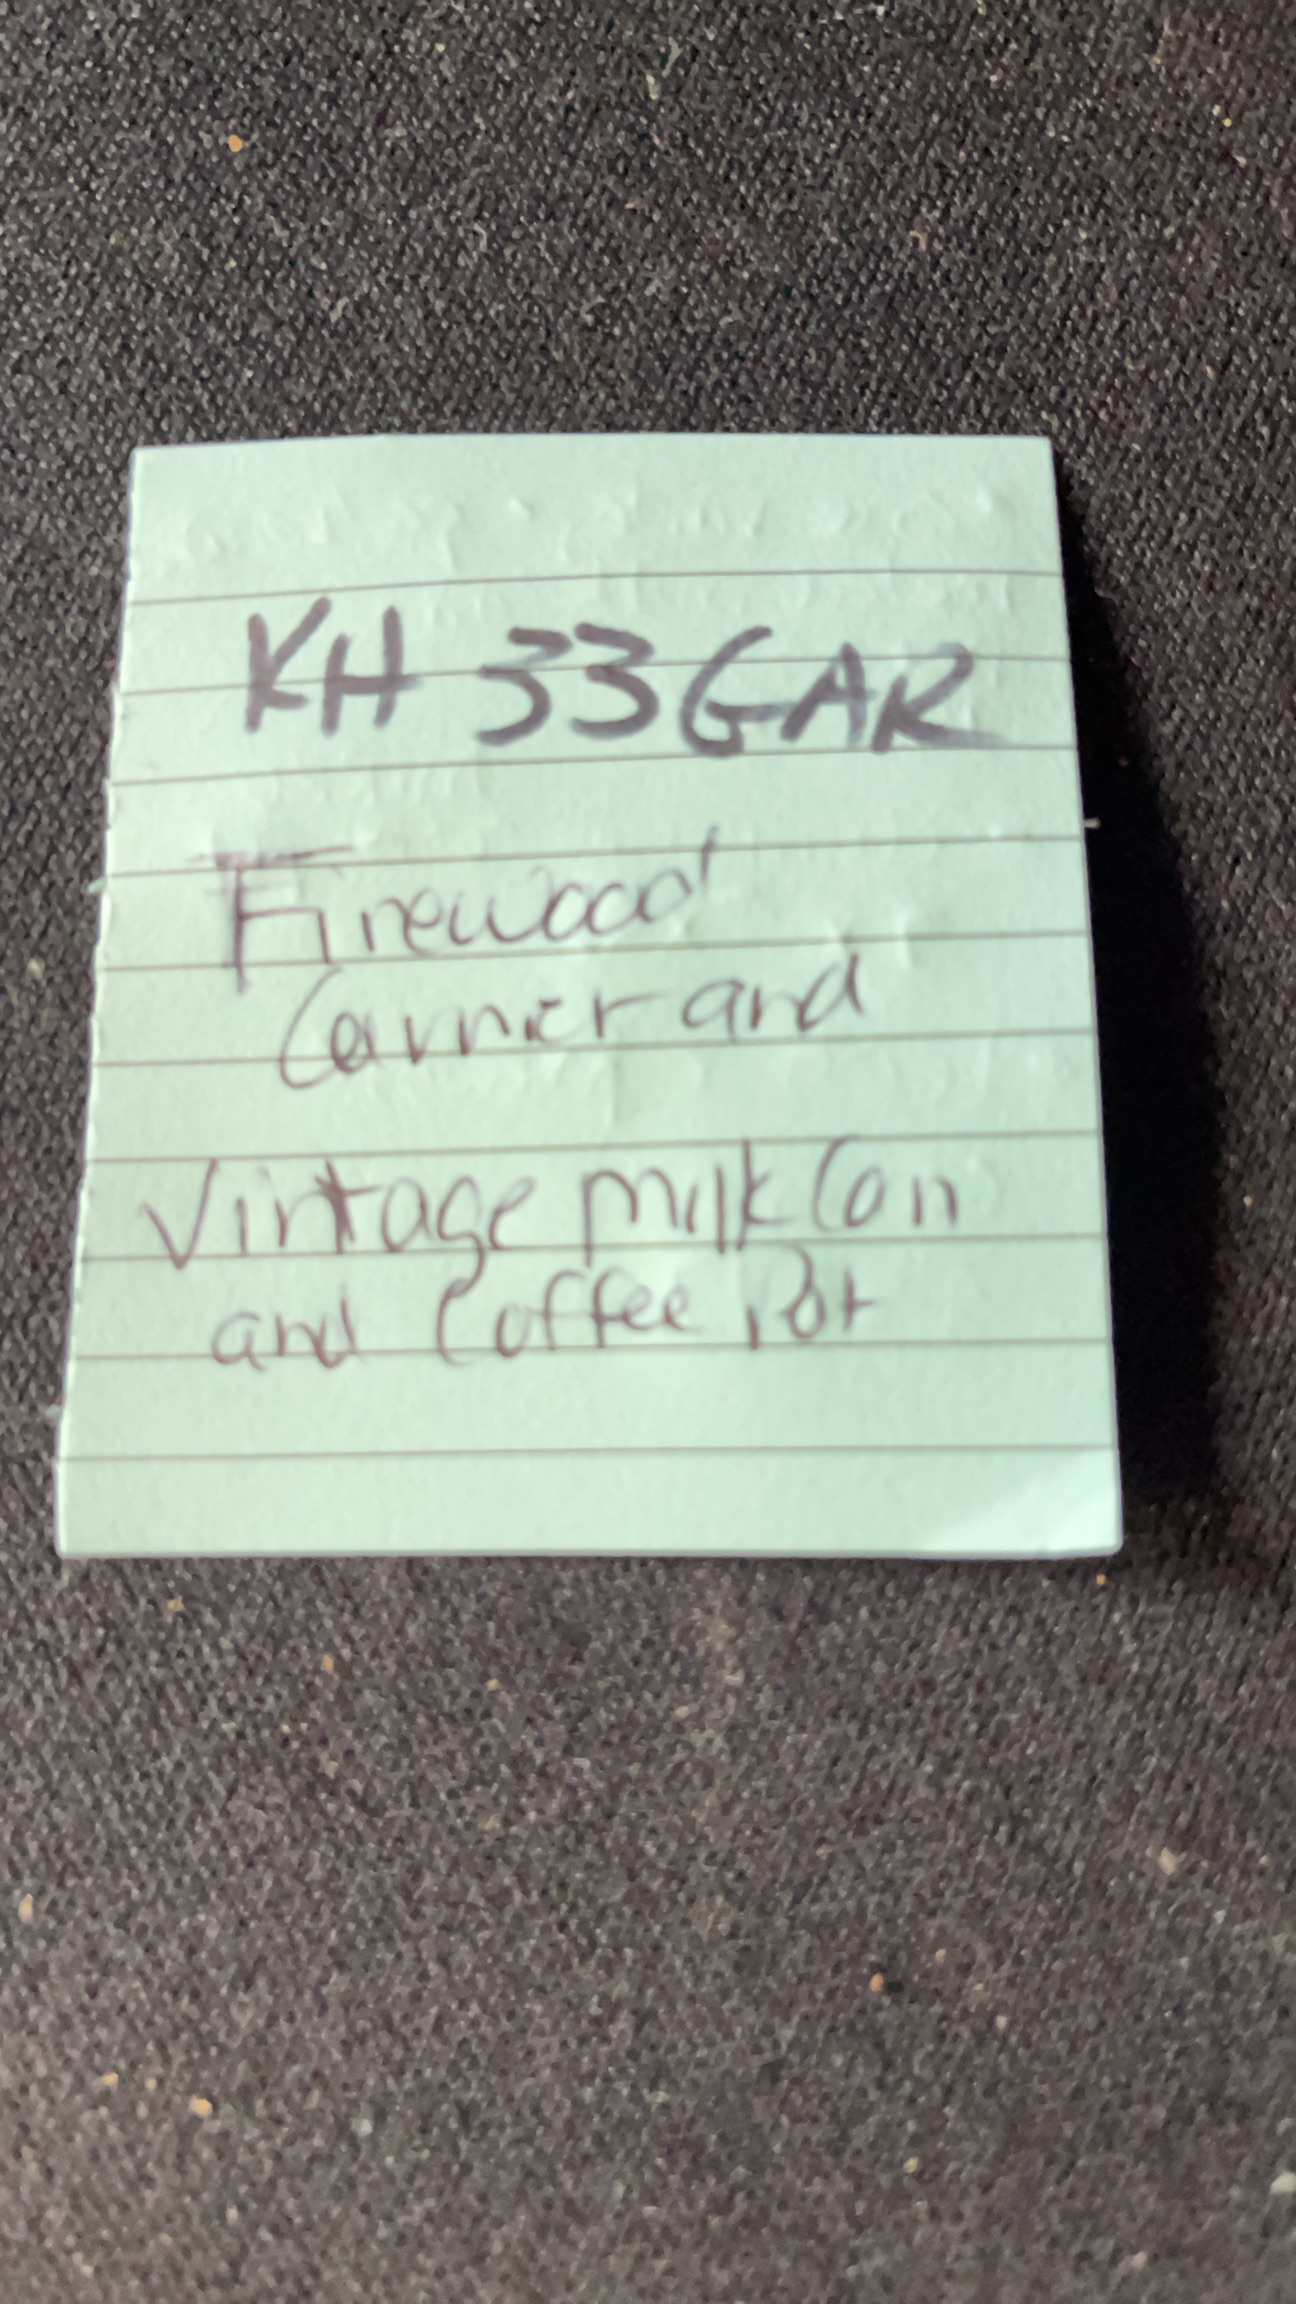 KH 33GAR
Firewood
Carrier and
Vintage Milk Can
and Coffee Pot